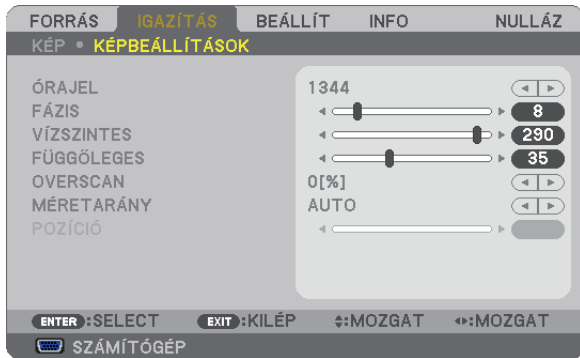 FORRÁS IGAZÍTÁS BEÁLLÍT INFO NULLÁZ
KÉP • KÉPBEÁLLÍTÁSOK
ÓRAJEL 1344
FÁZIS 8
VÍZSZINTES 290
FÜGGŐLEGES 35
OVERSCAN 0[%]
MÉRETARÁNY AUTO
POZÍCIÓ
ENTER :SELECT EXIT :KILÉP :MOZGAT :MOZGAT
SZÁMÍTÓGÉP